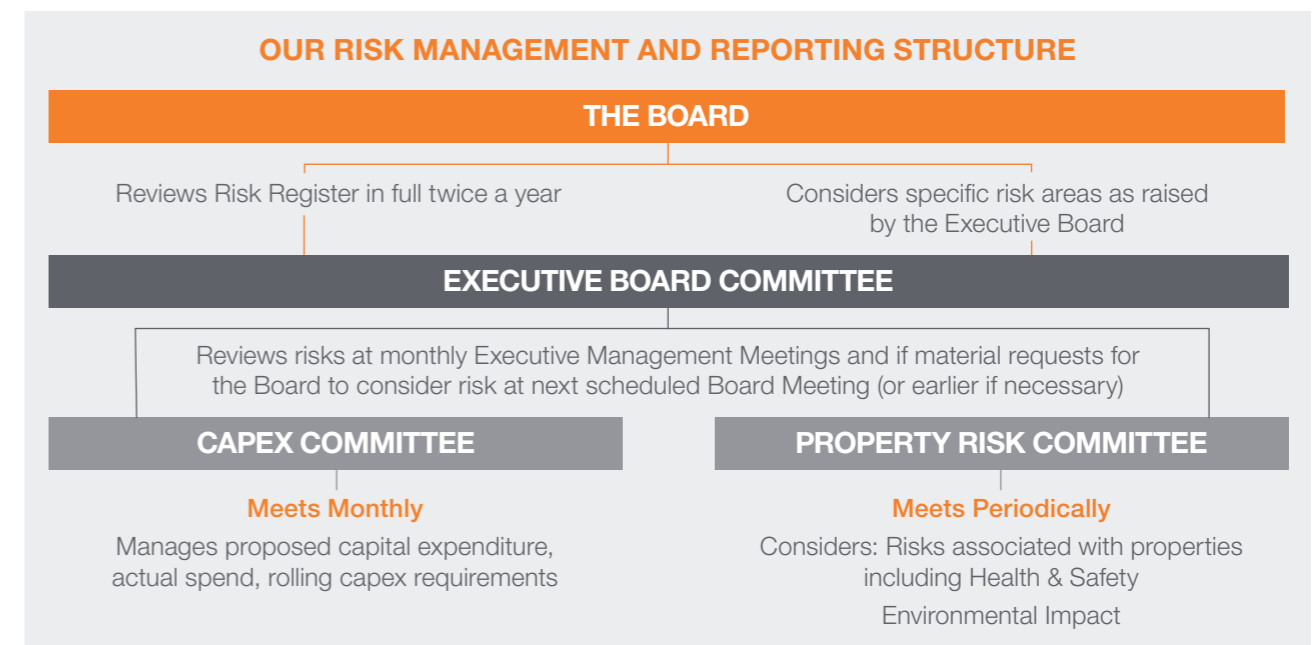 OUR RISK MANAGEMENT AND REPORTING STRUCTURE
THE BOARD
Reviews Risk Register in full twice a year
Considers specific risk areas as raised
by the Executive Board
EXECUTIVE BOARD COMMITTEE
Reviews risks at monthly Executive Management Meetings and if material requests for
the Board to consider risk at next scheduled Board Meeting (or earlier if necessary)
CAPEX COMMITTEE
Meets Monthly
Manages proposed capital expenditure,
actual spend, rolling capex requirements
PROPERTY RISK COMMITTEE
Meets Periodically
Considers: Risks associated with properties
including Health & Safety
Environmental Impact